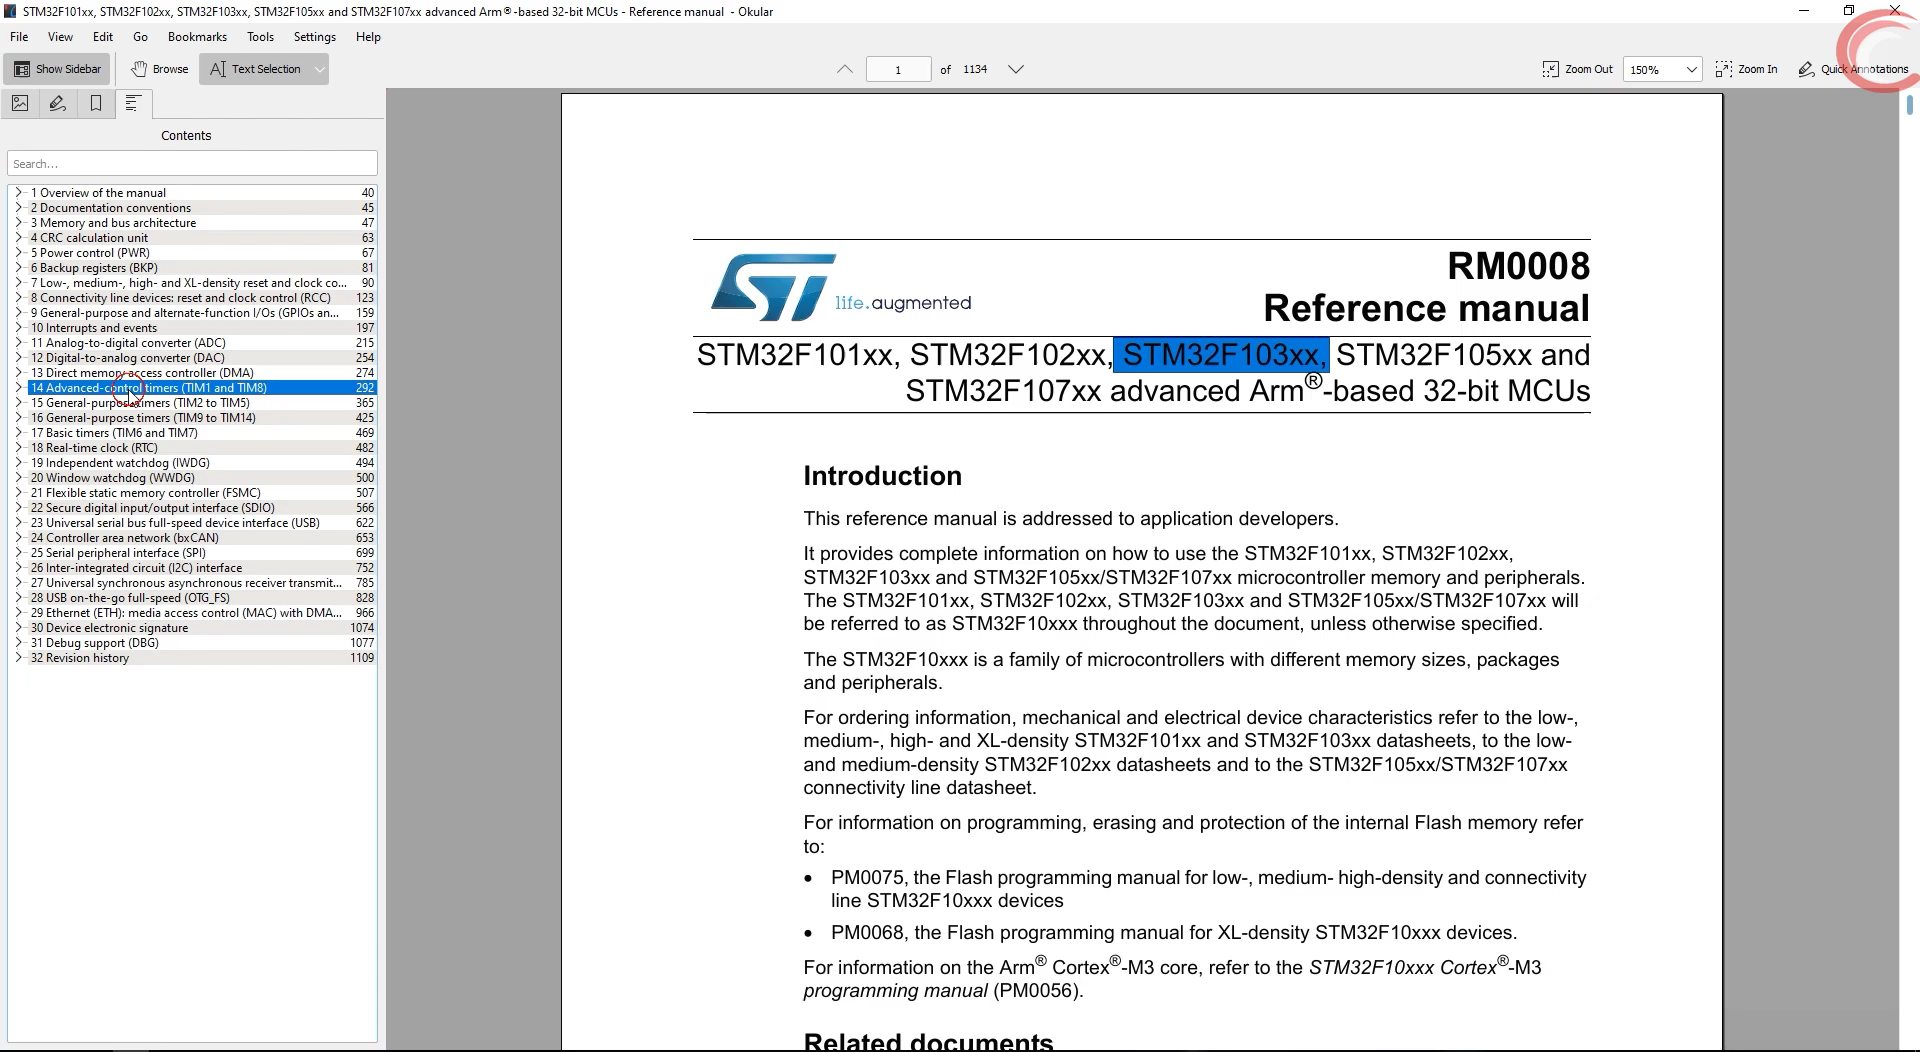 STM32F101xx, STM32F102xx, STM32F103xx, STM32F105xx and STM32F107xx advanced Arm®-based 32-bit MCUs - Reference manual - Okular
File View Edit Go Bookmarks Tools Settings Help
Show Sidebar Browse Text Selection 1 of 1134 Zoom Out 150% Zoom In Quick Annotations
Contents
Search...
1 Overview of the manual 40
2 Documentation conventions 45
3 Memory and bus architecture 47
4 CRC calculation unit 63
5 Power control (PWR) 67
6 Backup registers (BKP) 81
7 Low-, medium-, high- and XL-density reset and clock co... 90
8 Connectivity line devices: reset and clock control (RCC) 123
9 General-purpose and alternate-function I/Os (GPIOs an... 159
10 Interrupts and events 197
11 Analog-to-digital converter (ADC) 215
12 Digital-to-analog converter (DAC) 254
13 Direct memory access controller (DMA) 274
14 Advanced-control timers (TIM1 and TIM8) 292
15 General-purpose timers (TIM2 to TIM5) 365
16 General-purpose timers (TIM9 to TIM14) 425
17 Basic timers (TIM6 and TIM7) 469
18 Real-time clock (RTC) 482
19 Independent watchdog (IWDG) 494
20 Window watchdog (WWDG) 500
21 Flexible static memory controller (FSMC) 507
22 Secure digital input/output interface (SDIO) 566
23 Universal serial bus full-speed device interface (USB) 622
24 Controller area network (bxCAN) 653
25 Serial peripheral interface (SPI) 699
26 Inter-integrated circuit (I2C) interface 752
27 Universal synchronous asynchronous receiver transmit... 785
28 USB on-the-go full-speed (OTG_FS) 828
29 Ethernet (ETH): media access control (MAC) with DMA... 966
30 Device electronic signature 1074
31 Debug support (DBG) 1077
32 Revision history 1109
ST life.augmented
RM0008
Reference manual
STM32F101xx, STM32F102xx, STM32F103xx, STM32F105xx and
STM32F107xx advanced Arm®-based 32-bit MCUs
Introduction
This reference manual is addressed to application developers.
It provides complete information on how to use the STM32F101xx, STM32F102xx,
STM32F103xx and STM32F105xx/STM32F107xx microcontroller memory and peripherals.
The STM32F101xx, STM32F102xx, STM32F103xx and STM32F105xx/STM32F107xx will
be referred to as STM32F10xxx throughout the document, unless otherwise specified.
The STM32F10xxx is a family of microcontrollers with different memory sizes, packages
and peripherals.
For ordering information, mechanical and electrical device characteristics refer to the low-,
medium-, high- and XL-density STM32F101xx and STM32F103xx datasheets, to the low-
and medium-density STM32F102xx datasheets and to the STM32F105xx/STM32F107xx
connectivity line datasheet.
For information on programming, erasing and protection of the internal Flash memory refer
to:
• PM0075, the Flash programming manual for low-, medium- high-density and connectivity
line STM32F10xxx devices
• PM0068, the Flash programming manual for XL-density STM32F10xxx devices.
For information on the Arm® Cortex®-M3 core, refer to the STM32F10xxx Cortex®-M3
programming manual (PM0056).
Related documents